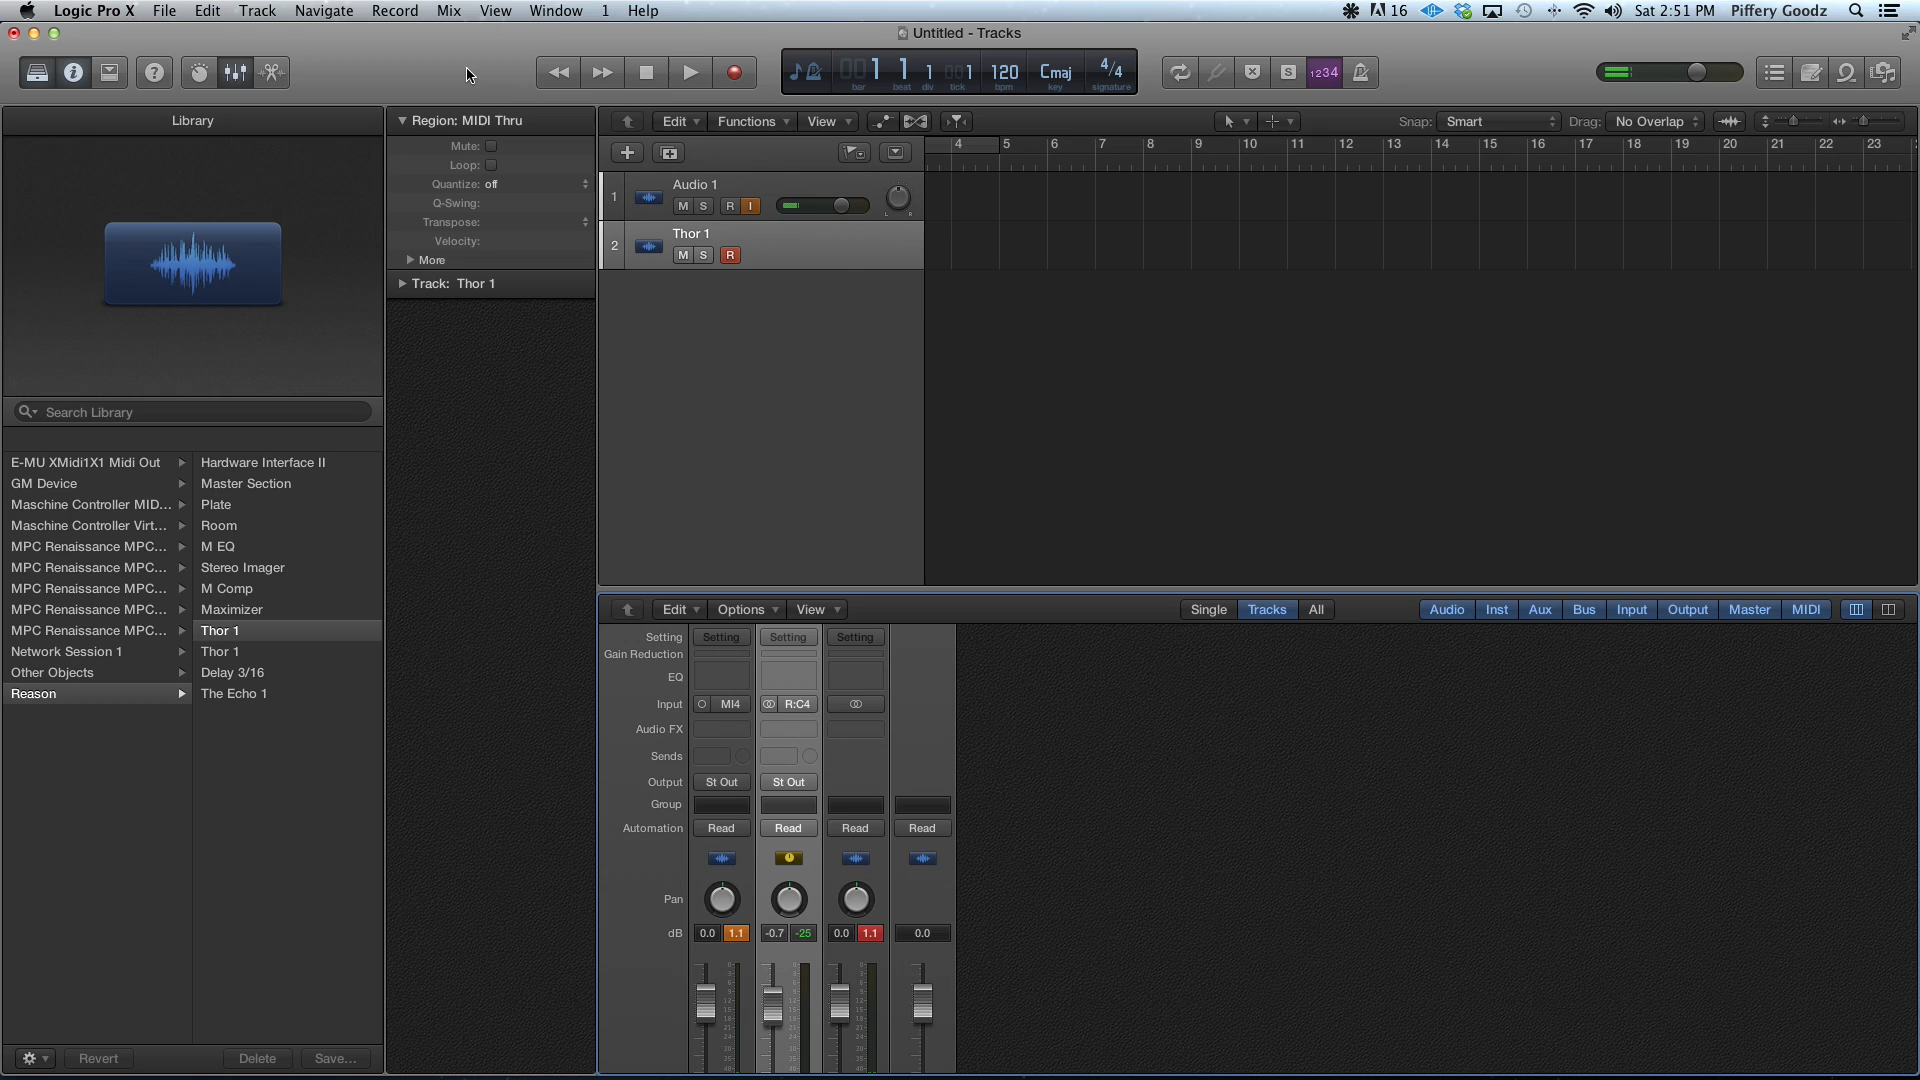 Logic Pro X File Edit Track Navigate Record Mix View Window 1 Help 16 Sat 2:51 PM Piffery Goodz
Untitled - Tracks
001 1 1 001 120 Cmaj 4/4
bar beat div tick bpm key signature
S 1234
Library
Region: MIDI Thru
Mute:
Loop:
Quantize: off
Q-Swing:
Transpose:
Velocity:
More
Track: Thor 1
Edit Functions View Snap: Smart Drag: No Overlap
4 5 6 7 8 9 10 11 12 13 14 15 16 17 18 19 20 21 22 23
1 Audio 1
M S R I L R
2 Thor 1
M S R
Search Library
E-MU XMidi1X1 Midi Out
GM Device
Maschine Controller MID...
Maschine Controller Virt...
MPC Renaissance MPC...
MPC Renaissance MPC...
MPC Renaissance MPC...
MPC Renaissance MPC...
MPC Renaissance MPC...
Network Session 1
Other Objects
Reason
Hardware Interface II
Master Section
Plate
Room
M EQ
Stereo Imager
M Comp
Maximizer
Thor 1
Thor 1
Delay 3/16
The Echo 1
Revert Delete Save...
Edit Options View Single Tracks All Audio Inst Aux Bus Input Output Master MIDI
Setting Setting Setting Setting
Gain Reduction
EQ
Input MI4 R:C4
Audio FX
Sends
Output St Out St Out
Group
Automation Read Read Read Read
Pan
dB 0.0 1.1 -0.7 -25 0.0 1.1 0.0